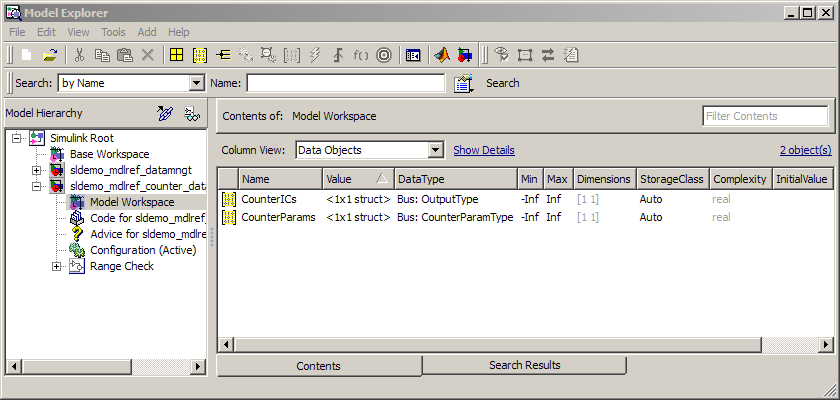 Model Explorer
File Edit View Tools Add Help
Search: by Name Name: Search
Model Hierarchy
Simulink Root
Base Workspace
sldemo_mdlref_datamngt
sldemo_mdlref_counter_data
Model Workspace
Code for sldemo_mdlref_
Advice for sldemo_mdlref
Configuration (Active)
Range Check
Contents of: Model Workspace Filter Contents
Column View: Data Objects Show Details 2 object(s)
Name Value DataType Min Max Dimensions StorageClass Complexity InitialValue
CounterICs <1x1 struct> Bus: OutputType -Inf Inf [1 1] Auto real
CounterParams <1x1 struct> Bus: CounterParamType -Inf Inf [1 1] Auto real
Contents Search Results